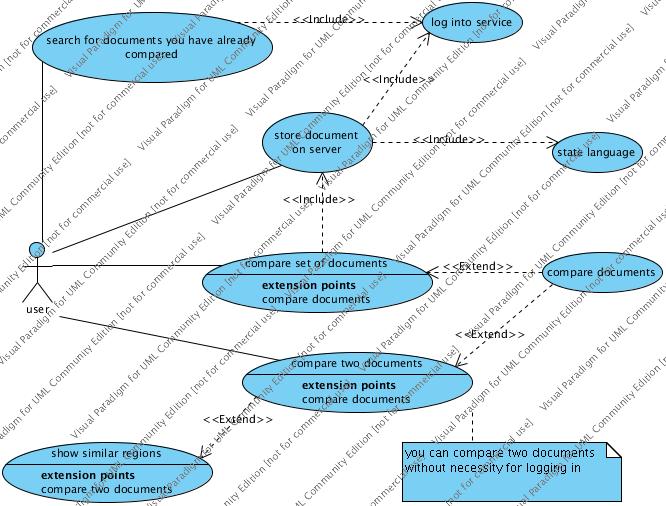 search for documents you have already
compared
<<Include>>
log into service
<<Include>>
store document
on server
<<Include>>
state language
<<Include>>
user
compare set of documents
extension points
compare documents
<<Extend>>
compare documents
<<Extend>>
compare two documents
extension points
compare documents
<<Extend>>
show similar regions
extension points
compare two documents
you can compare two documents
without necessity for logging in
Visual Paradigm for UML Community Edition [not for commercial use]